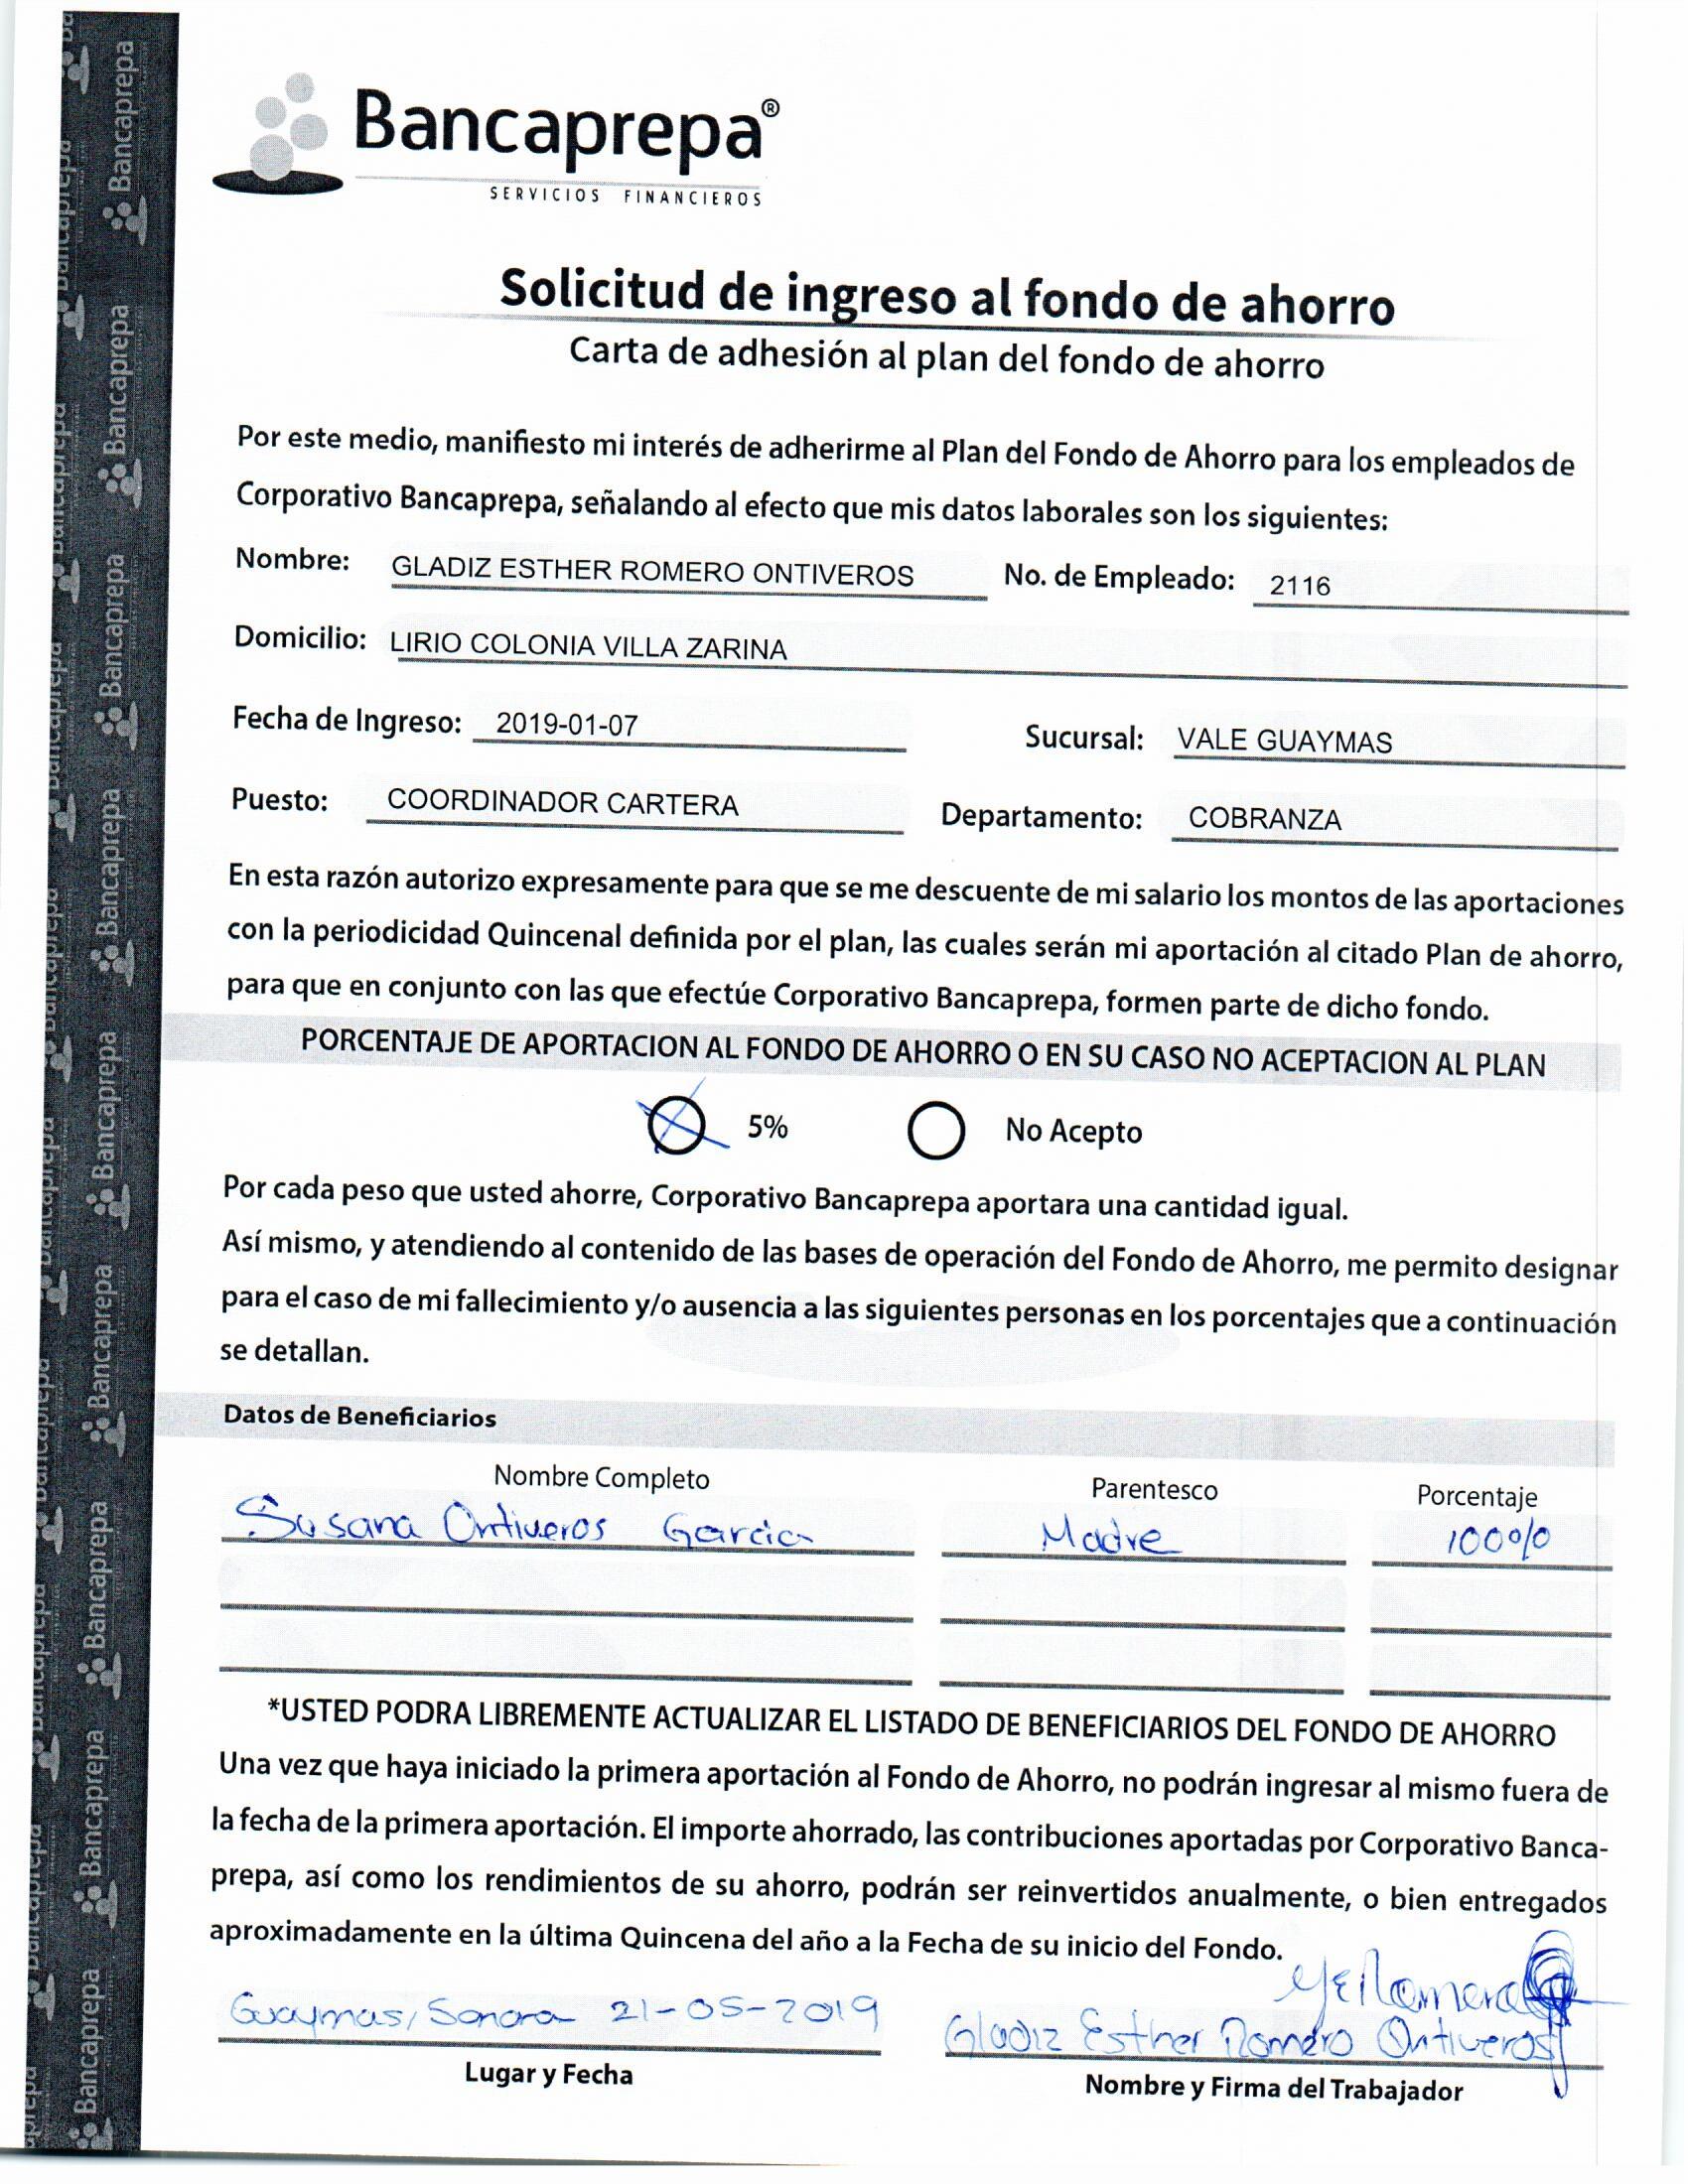 Bancaprepa®
SERVICIOS FINANCIEROS
Solicitud de ingreso al fondo de ahorro
Carta de adhesión al plan del fondo de ahorro
Por este medio, manifiesto mi interés de adherirme al Plan del Fondo de Ahorro para los empleados de
Corporativo Bancaprepa, señalando al efecto que mis datos laborales son los siguientes:
Nombre: GLADIZ ESTHER ROMERO ONTIVEROS No. de Empleado: 2116
Domicilio: LIRIO COLONIA VILLA ZARINA
Fecha de Ingreso: 2019-01-07 Sucursal: VALE GUAYMAS
Puesto: COORDINADOR CARTERA Departamento: COBRANZA
En esta razón autorizo expresamente para que se me descuente de mi salario los montos de las aportaciones
con la periodicidad Quincenal definida por el plan, las cuales serán mi aportación al citado Plan de ahorro,
para que en conjunto con las que efectúe Corporativo Bancaprepa, formen parte de dicho fondo.
PORCENTAJE DE APORTACION AL FONDO DE AHORRO O EN SU CASO NO ACEPTACION AL PLAN
5% No Acepto
Por cada peso que usted ahorre, Corporativo Bancaprepa aportara una cantidad igual.
Así mismo, y atendiendo al contenido de las bases de operación del Fondo de Ahorro, me permito designar
para el caso de mi fallecimiento y/o ausencia a las siguientes personas en los porcentajes que a continuación
se detallan.
Datos de Beneficiarios
Nombre Completo Parentesco Porcentaje
Susana Ontiveros Garcia Madre 100%
*USTED PODRA LIBREMENTE ACTUALIZAR EL LISTADO DE BENEFICIARIOS DEL FONDO DE AHORRO
Una vez que haya iniciado la primera aportación al Fondo de Ahorro, no podrán ingresar al mismo fuera de
la fecha de la primera aportación. El importe ahorrado, las contribuciones aportadas por Corporativo Banca-
prepa, así como los rendimientos de su ahorro, podrán ser reinvertidos anualmente, o bien entregados
aproximadamente en la última Quincena del año a la Fecha de su inicio del Fondo.
Guaymas, Sonora 21-05-2019 Gladiz Esther Romero Ontiveros
Lugar y Fecha Nombre y Firma del Trabajador